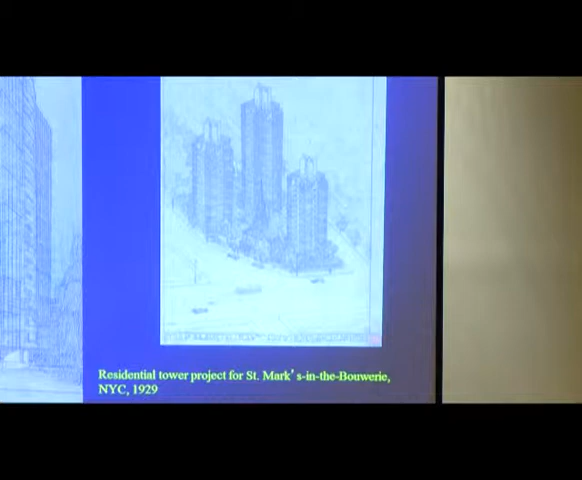 Residential tower project for St. Mark's-in-the-Bouwerie,
NYC, 1929